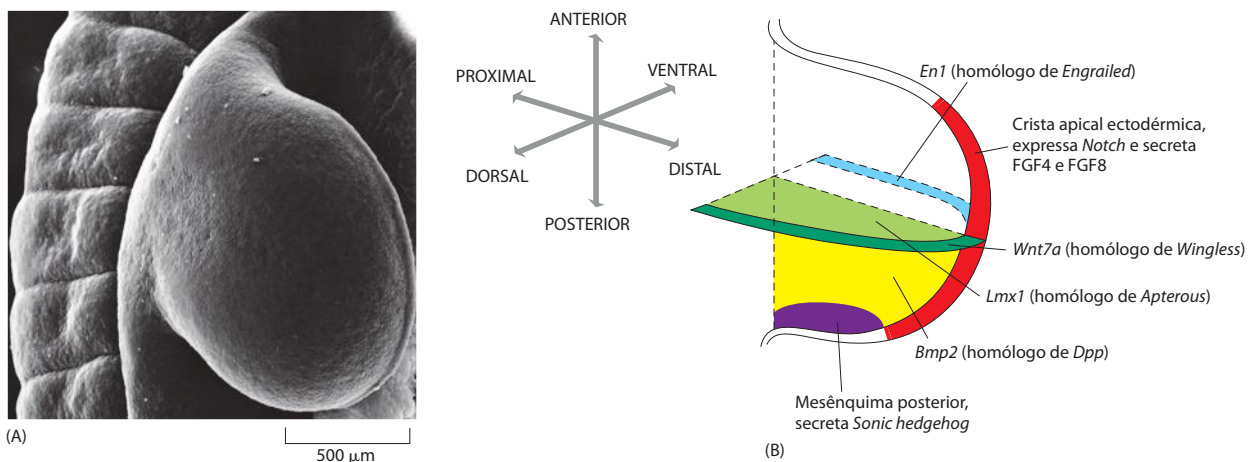 ANTERIOR
PROXIMAL
VENTRAL
DORSAL
DISTAL
POSTERIOR
(A)
500 μm
En1 (homólogo de Engrailed)
Crista apical ectodérmica,
expressa Notch e secreta
FGF4 e FGF8
Wnt7a (homólogo de Wingless)
Lmx1 (homólogo de Apterous)
Bmp2 (homólogo de Dpp)
Mesênquima posterior,
secreta Sonic hedgehog
(B)